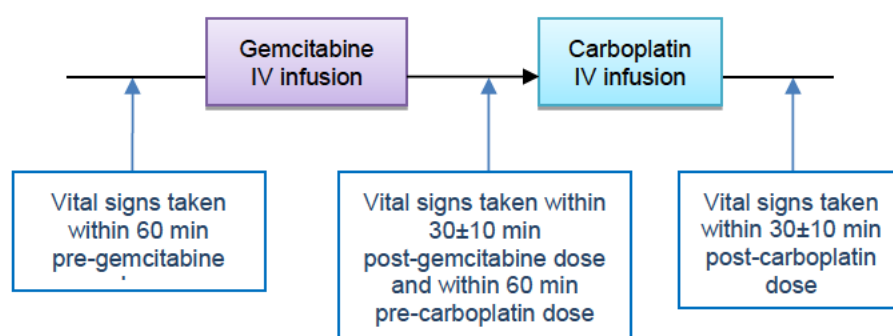 Gemcitabine
IV infusion
Carboplatin
IV infusion
Vital signs taken
within 60 min
pre-gemcitabine
Vital signs taken within
30±10 min
post-gemcitabine dose
and within 60 min
pre-carboplatin dose
Vital signs taken
within 30±10 min
post-carboplatin
dose